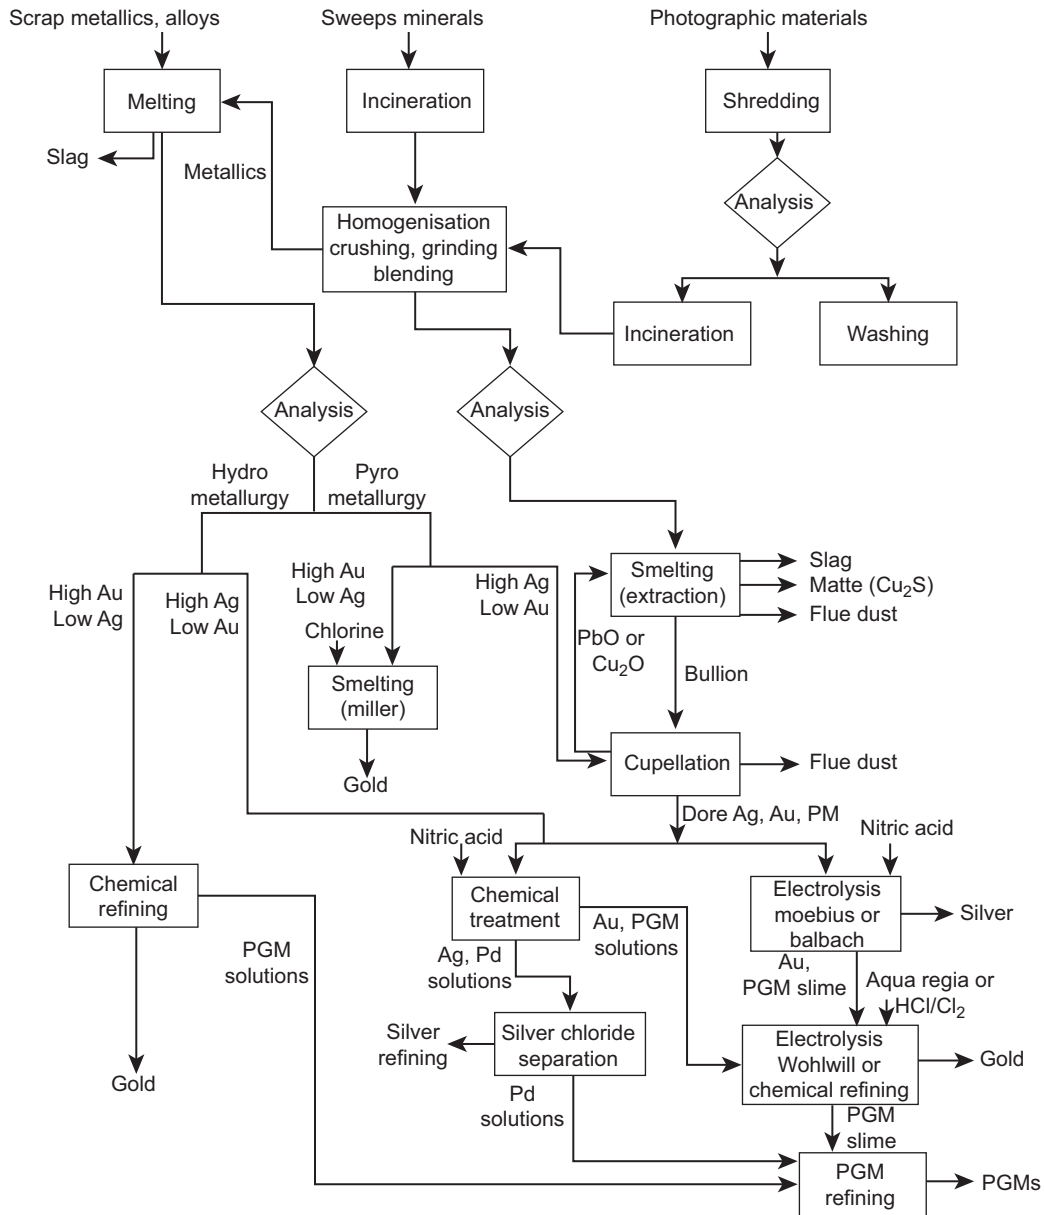 Scrap metallics, alloys
Sweeps minerals
Photographic materials
Melting
Incineration
Shredding
Slag
Metallics
Analysis
Homogenisation
crushing, grinding
blending
Incineration
Washing
Analysis
Analysis
Hydro
metallurgy
Pyro
metallurgy
High Au
Low Ag
High Ag
Low Au
High Au
Low Ag
High Ag
Low Au
Smelting
(extraction)
Slag
Matte (Cu₂S)
Flue dust
Chlorine
PbO or
Cu₂O
Smelting
(miller)
Bullion
Cupellation
Flue dust
Gold
Dore Ag, Au, PM
Nitric acid
Nitric acid
Chemical
refining
Chemical
treatment
Electrolysis
moebius or
balbach
Silver
PGM
solutions
Au, PGM
solutions
Ag, Pd
solutions
Au,
PGM slime
Aqua regia or
HCl/Cl₂
Silver
refining
Silver chloride
separation
Electrolysis
Wohlwill or
chemical refining
Gold
Gold
Pd
solutions
PGM
slime
PGM
refining
PGMs